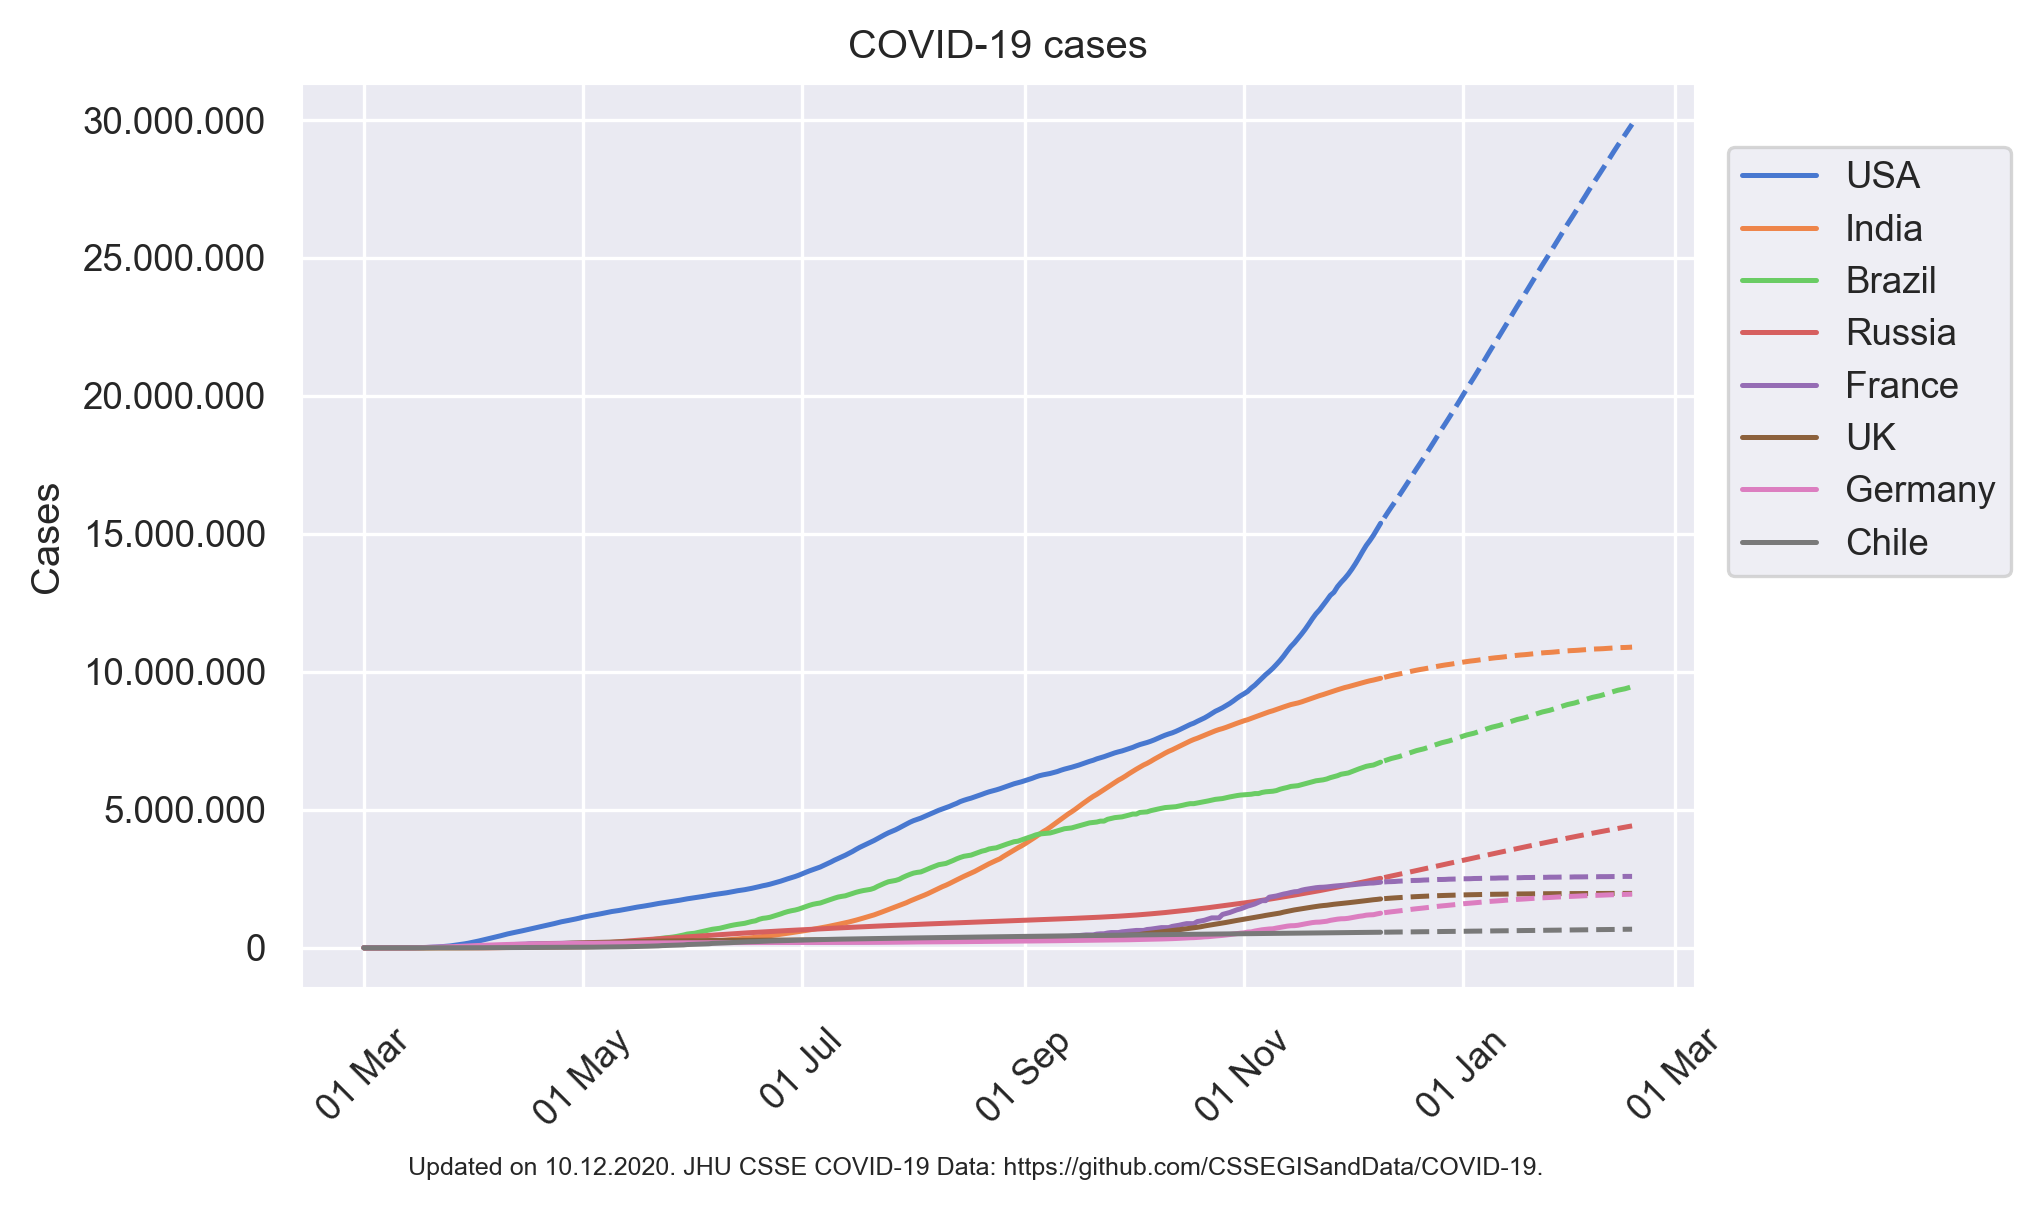 COVID-19 cases
30.000.000
25.000.000
20.000.000
15.000.000
10.000.000
5.000.000
0
Cases
USA
India
Brazil
Russia
France
UK
Germany
Chile
01 Mar
01 May
01 Jul
01 Sep
01 Nov
01 Jan
01 Mar
Updated on 10.12.2020. JHU CSSE COVID-19 Data: https://github.com/CSSEGISandData/COVID-19.